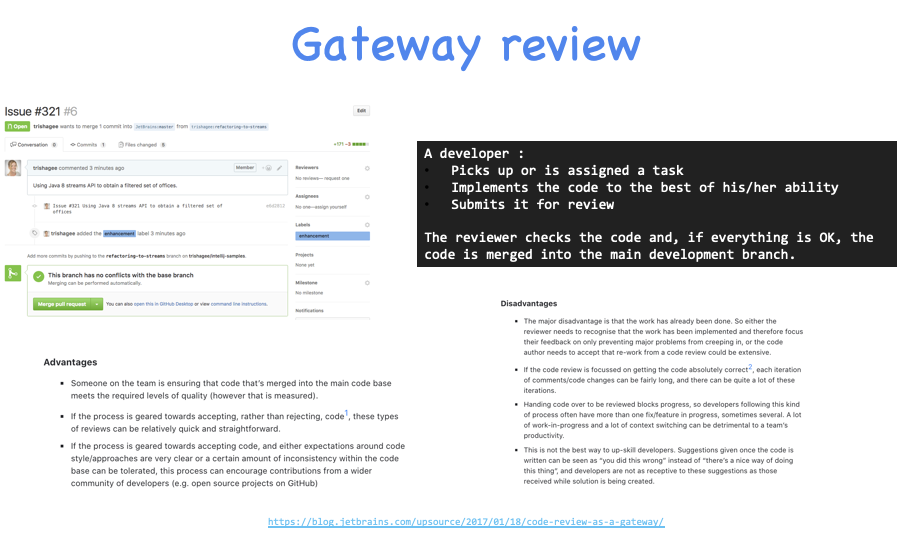 Gateway review
Issue #321 #6
Edit
Open trishagee wants to merge 1 commit into JetBrains:master from trishagee:refactoring-to-streams
Conversation 0 Commits 1 Files changed 5 +171 −3
trishagee commented 3 minutes ago Member
Using Java 8 streams API to obtain a filtered set of offices.
Issue #321 Using Java 8 streams API to obtain a filtered set of
offices
trishagee added the enhancement label 3 minutes ago
Add more commits by pushing to the refactoring-to-streams branch on trishagee/intellij-samples.
This branch has no conflicts with the base branch
Merging can be performed automatically.
Merge pull request You can also open this in GitHub Desktop or view command line instructions.
Reviewers
No reviews—request one
Assignees
No one—assign yourself
Labels
enhancement
Projects
None yet
Milestone
No milestone
Notifications
A developer :
• Picks up or is assigned a task
• Implements the code to the best of his/her ability
• Submits it for review
The reviewer checks the code and, if everything is OK, the
code is merged into the main development branch.
Advantages
• Someone on the team is ensuring that code that's merged into the main code base
meets the required levels of quality (however that is measured).
• If the process is geared towards accepting, rather than rejecting, code1, these types
of reviews can be relatively quick and straightforward.
• If the process is geared towards accepting code, and either expectations around code
style/approaches are very clear or a certain amount of inconsistency within the code
base can be tolerated, this process can encourage contributions from a wider
community of developers (e.g. open source projects on GitHub)
Disadvantages
• The major disadvantage is that the work has already been done. So either the
reviewer needs to recognise that the work has been implemented and therefore focus
their feedback on only preventing major problems from creeping in, or the code
author needs to accept that re-work from a code review could be extensive.
• If the code review is focussed on getting the code absolutely correct2, each iteration
of comments/code changes can be fairly long, and there can be quite a lot of these
iterations.
• Handing code over to be reviewed blocks progress, so developers following this kind
of process often have more than one fix/feature in progress, sometimes several. A lot
of work-in-progress and a lot of context switching can be detrimental to a team's
productivity.
• This is not the best way to up-skill developers. Suggestions given once the code is
written can be seen as "you did this wrong" instead of "there's a nice way of doing
this thing", and developers are not as receptive to these suggestions as those
received while solution is being created.
https://blog.jetbrains.com/upsource/2017/01/18/code-review-as-a-gateway/